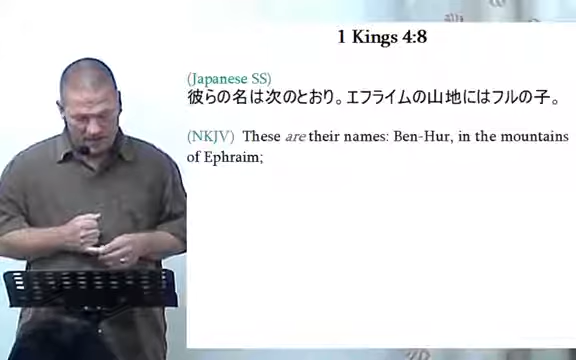 1 Kings 4:8
(Japanese SS)
彼らの名は次のとおり。エフライムの山地にはフルの子。
(NKJV) These are their names: Ben-Hur, in the mountains
of Ephraim;